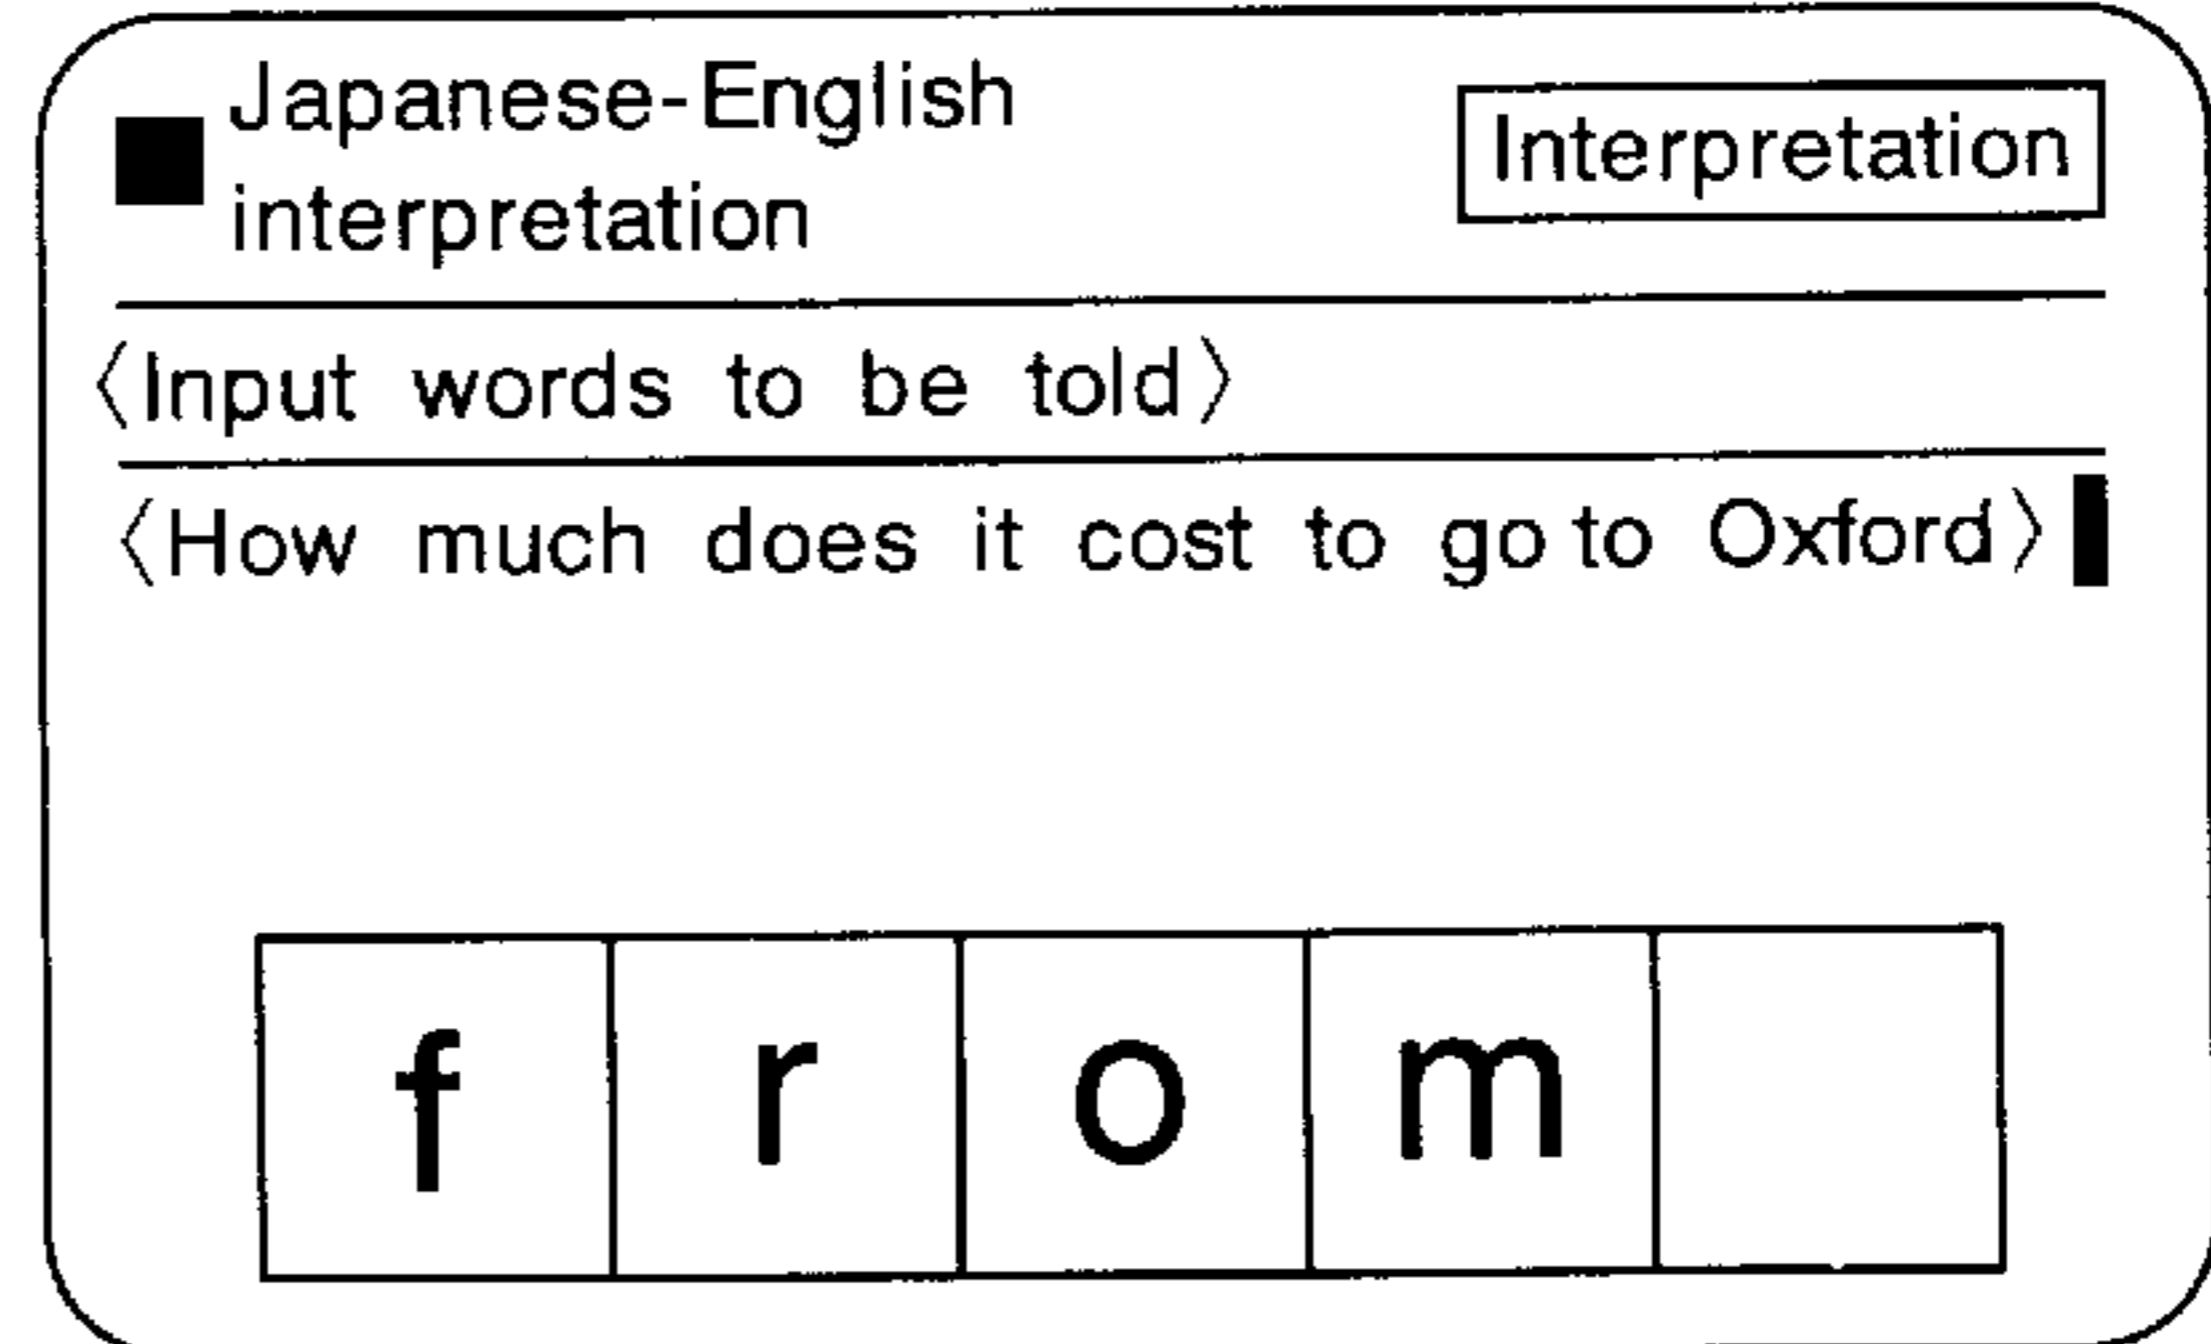 Japanese-English
interpretation
Interpretation
〈Input words to be told〉
〈How much does it cost to go to Oxford〉
f r o m